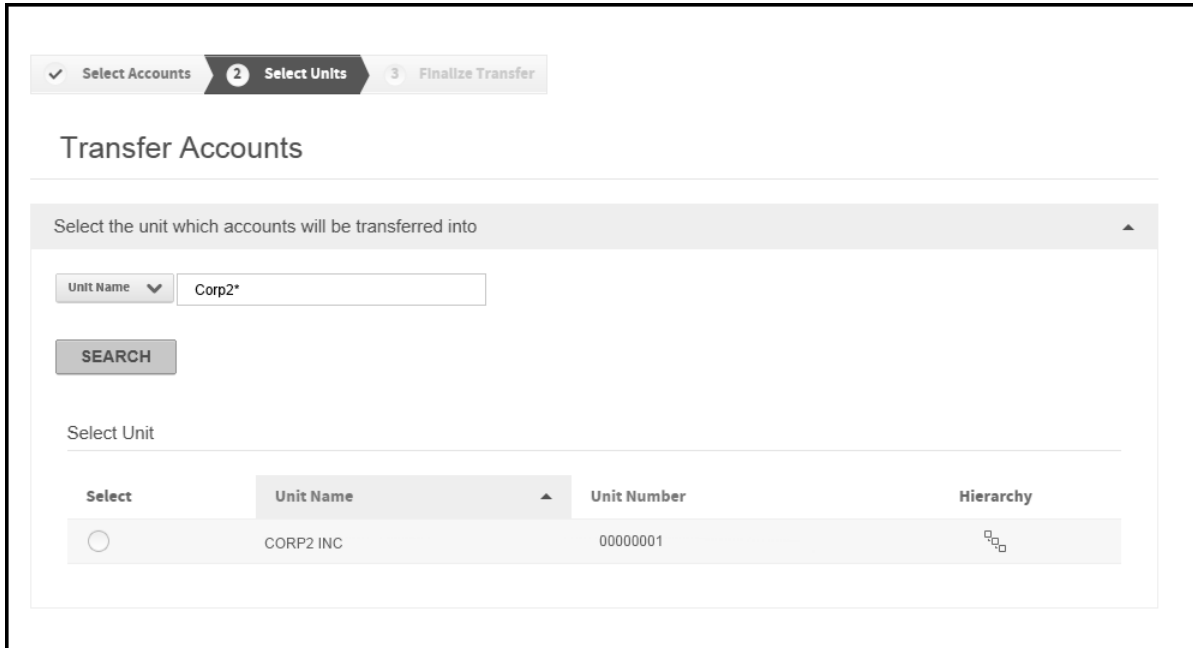 Select Accounts 2 Select Units 3 Finalize Transfer
Transfer Accounts
Select the unit which accounts will be transferred into
Unit Name Corp2*
SEARCH
Select Unit
Select Unit Name Unit Number Hierarchy
CORP2 INC 00000001